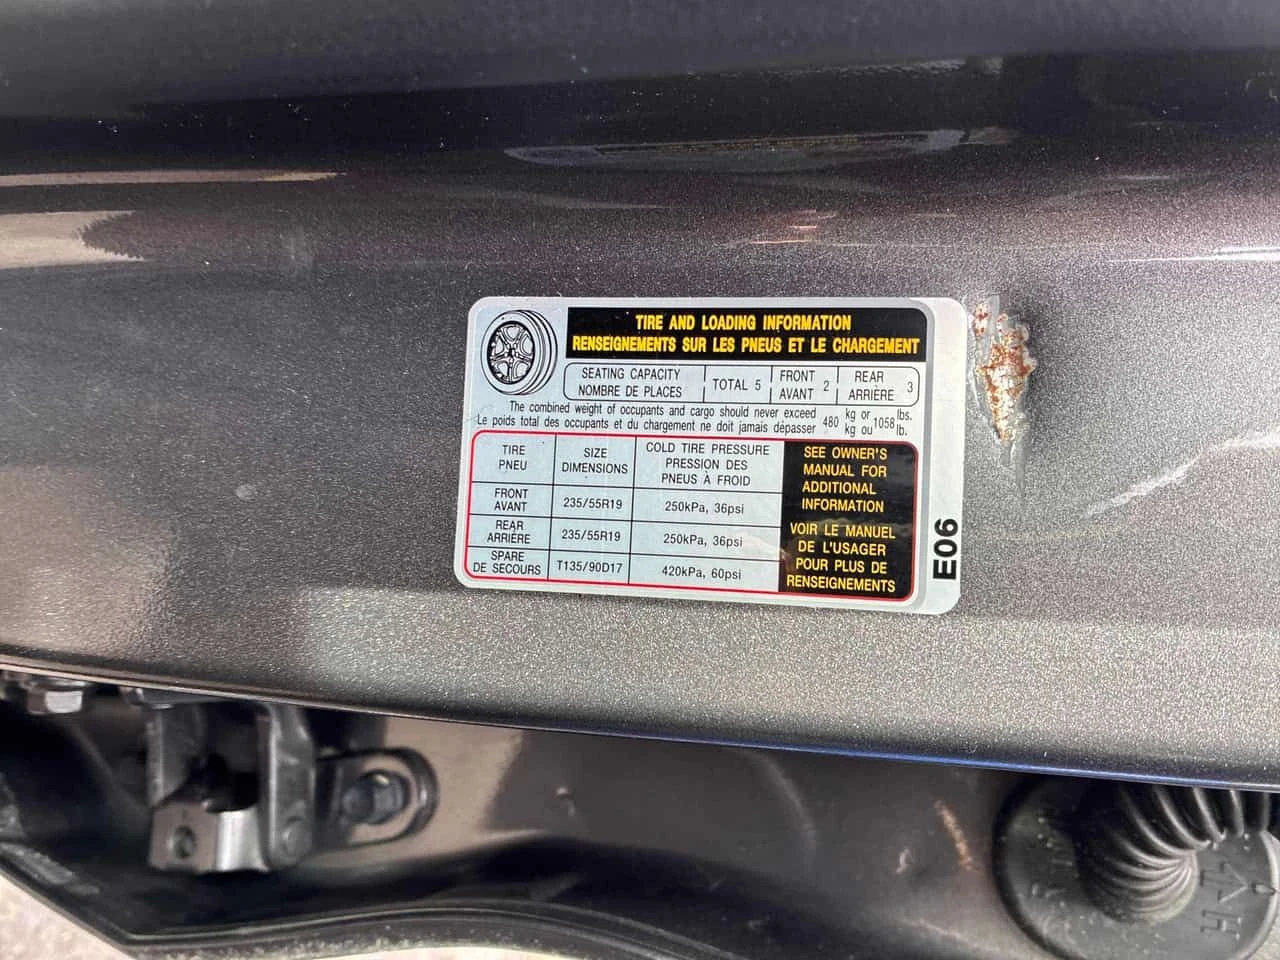 TIRE AND LOADING INFORMATION
RENSEIGNEMENTS SUR LES PNEUS ET LE CHARGEMENT
SEATING CAPACITY
NOMBRE DE PLACES
TOTAL 5
FRONT
AVANT 2
REAR
ARRIÈRE 3
The combined weight of occupants and cargo should never exceed
Le poids total des occupants et du chargement ne doit jamais dépasser
480 kg or 1058 lbs.
kg ou lb.
TIRE
PNEU
SIZE
DIMENSIONS
COLD TIRE PRESSURE
PRESSION DES
PNEUS À FROID
FRONT
AVANT
235/55R19
250kPa, 36psi
REAR
ARRIÈRE
235/55R19
250kPa, 36psi
SPARE
DE SECOURS
T135/90D17
420kPa, 60psi
SEE OWNER'S
MANUAL FOR
ADDITIONAL
INFORMATION
VOIR LE MANUEL
DE L'USAGER
POUR PLUS DE
RENSEIGNEMENTS
E06